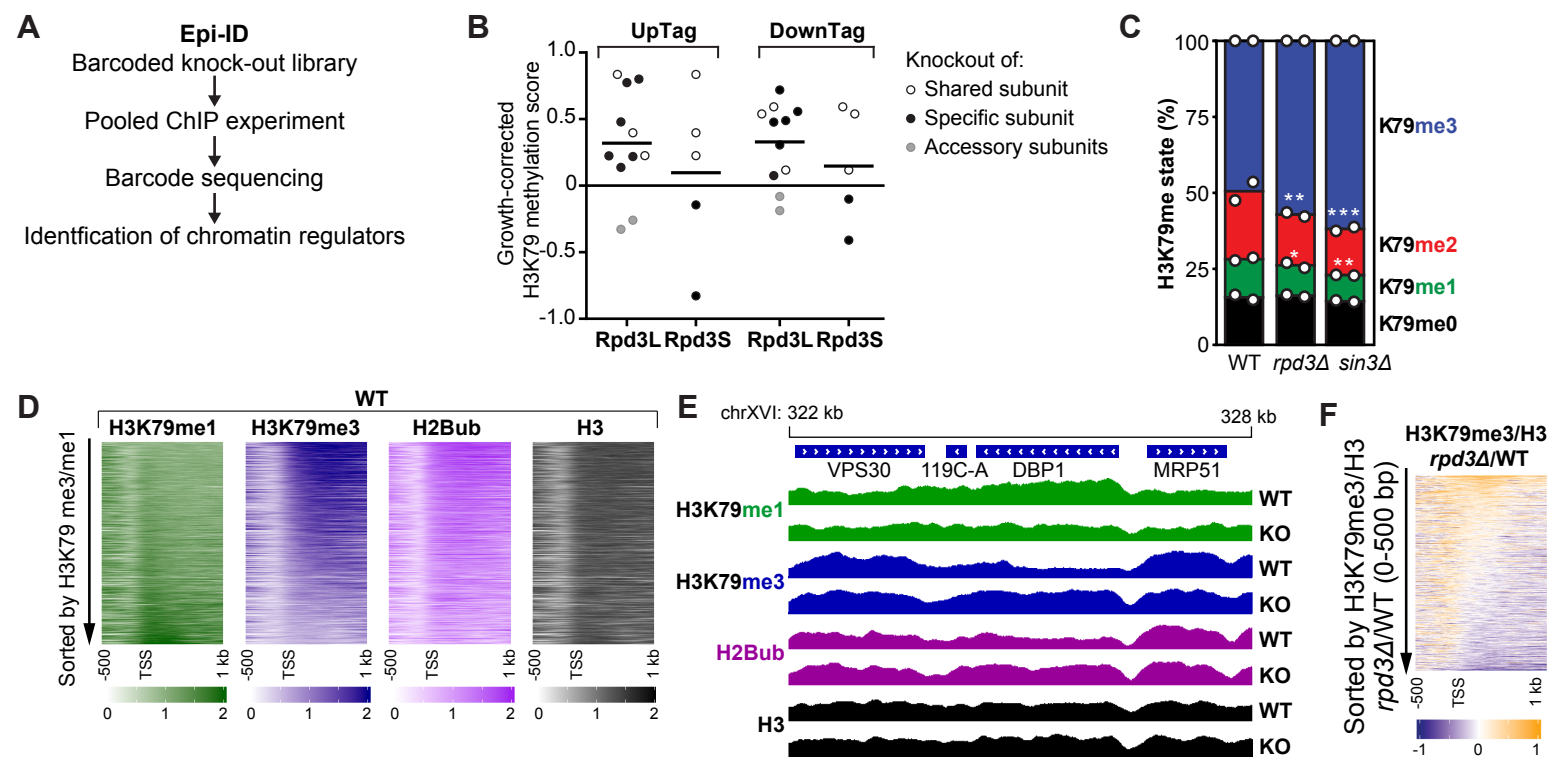 A
Epi-ID
Barcoded knock-out library
Pooled ChIP experiment
Barcode sequencing
Identfication of chromatin regulators
B
UpTag
DownTag
Growth-corrected
H3K79 methylation score
1.0
0.5
0
-0.5
-1.0
Rpd3L
Rpd3S
Rpd3L
Rpd3S
Knockout of:
Shared subunit
Specific subunit
Accessory subunits
C
H3K79me state (%)
100
75
50
25
0
**
*
***
**
K79me3
K79me2
K79me1
K79me0
WT
rpd3Δ
sin3Δ
D
WT
H3K79me1
H3K79me3
H2Bub
H3
Sorted by H3K79 me3/me1
-500
TSS
1 kb
-500
TSS
1 kb
-500
TSS
1 kb
-500
TSS
1 kb
0 1 2
0 1 2
0 1 2
0 1 2
E
chrXVI: 322 kb
328 kb
VPS30
119C-A
DBP1
MRP51
H3K79me1
WT
KO
H3K79me3
WT
KO
H2Bub
WT
KO
H3
WT
KO
F
H3K79me3/H3
rpd3Δ/WT
Sorted by H3K79me3/H3
rpd3Δ/WT (0-500 bp)
-500
TSS
1 kb
-1 0 1